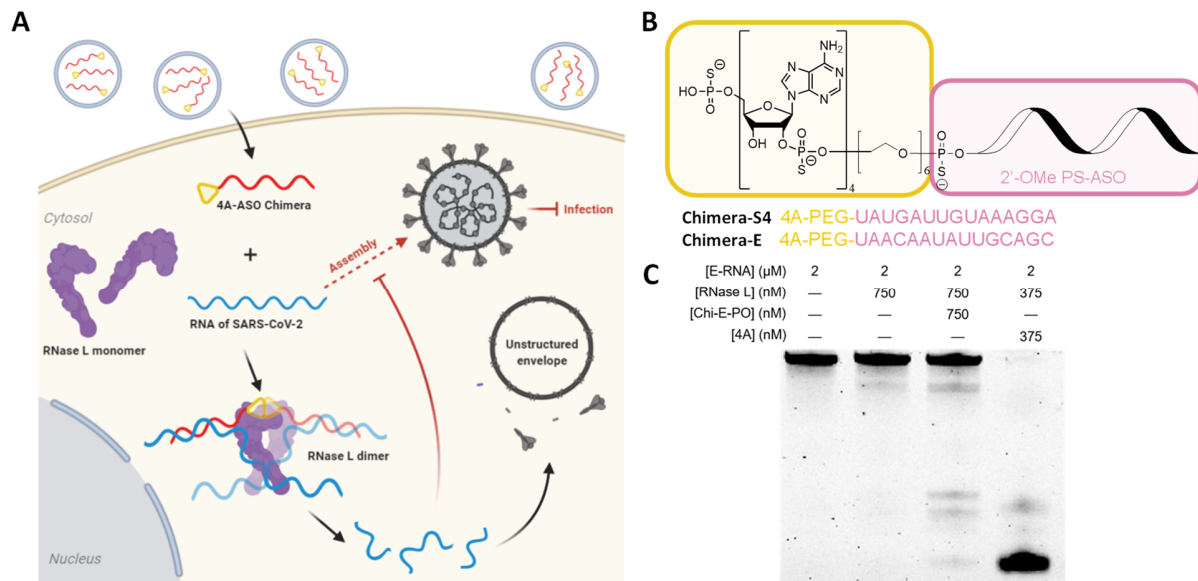 A
Cytosol
4A-ASO Chimera
+
RNase L monomer
RNA of SARS-CoV-2
Assembly
Infection
Unstructured
envelope
RNase L dimer
Nucleus
B
NH₂
N
N
N
N
S⊖
HO-P-O
O
O
OH
O
O-P-O
S⊖
4
O
6
S⊖
P-O
O
2'-OMe PS-ASO
Chimera-S4 4A-PEG-UAUGAUUGUAAAGGA
Chimera-E 4A-PEG-UAACAAUAUUGCAGC
C
[E-RNA] (μM) 2 2 2 2
[RNase L] (nM) — 750 750 375
[Chi-E-PO] (nM) — — 750 —
[4A] (nM) — — — 375